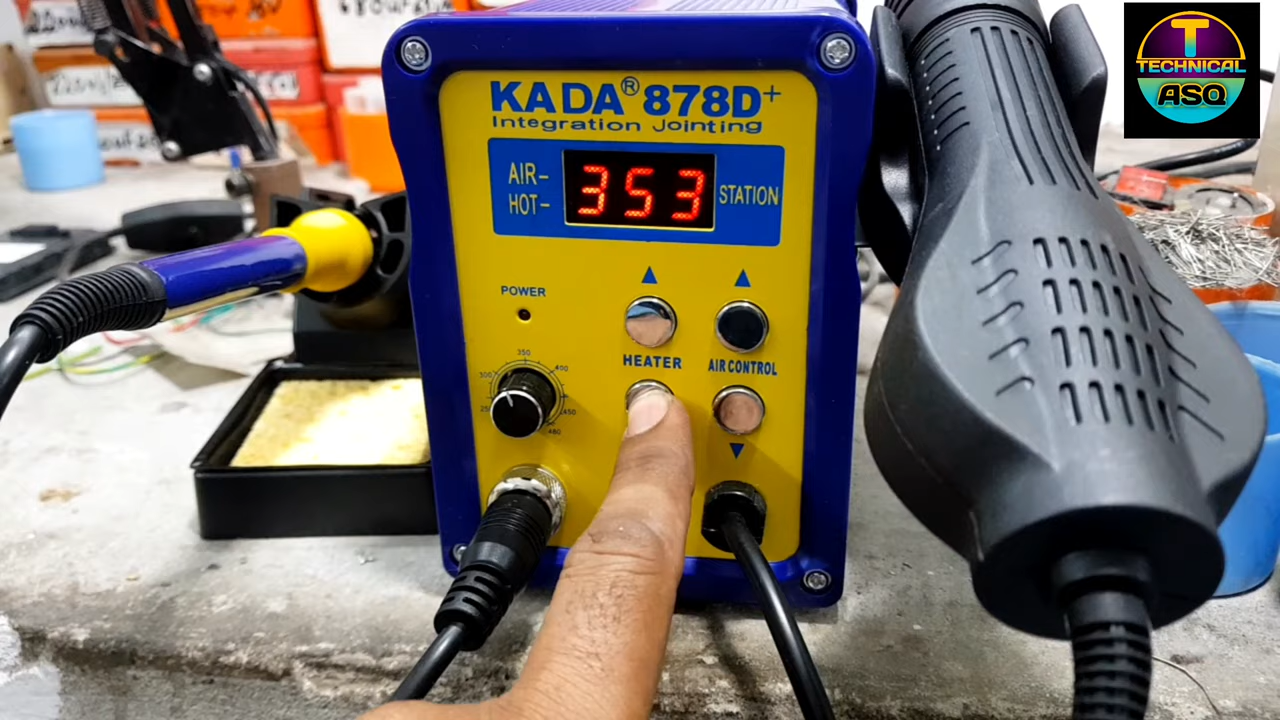 TECHNICAL
ASQ
KADA® 878D+
Integration Jointing
AIR-
HOT-
353
STATION
POWER
HEATER
AIR CONTROL
350
300
400
450
480